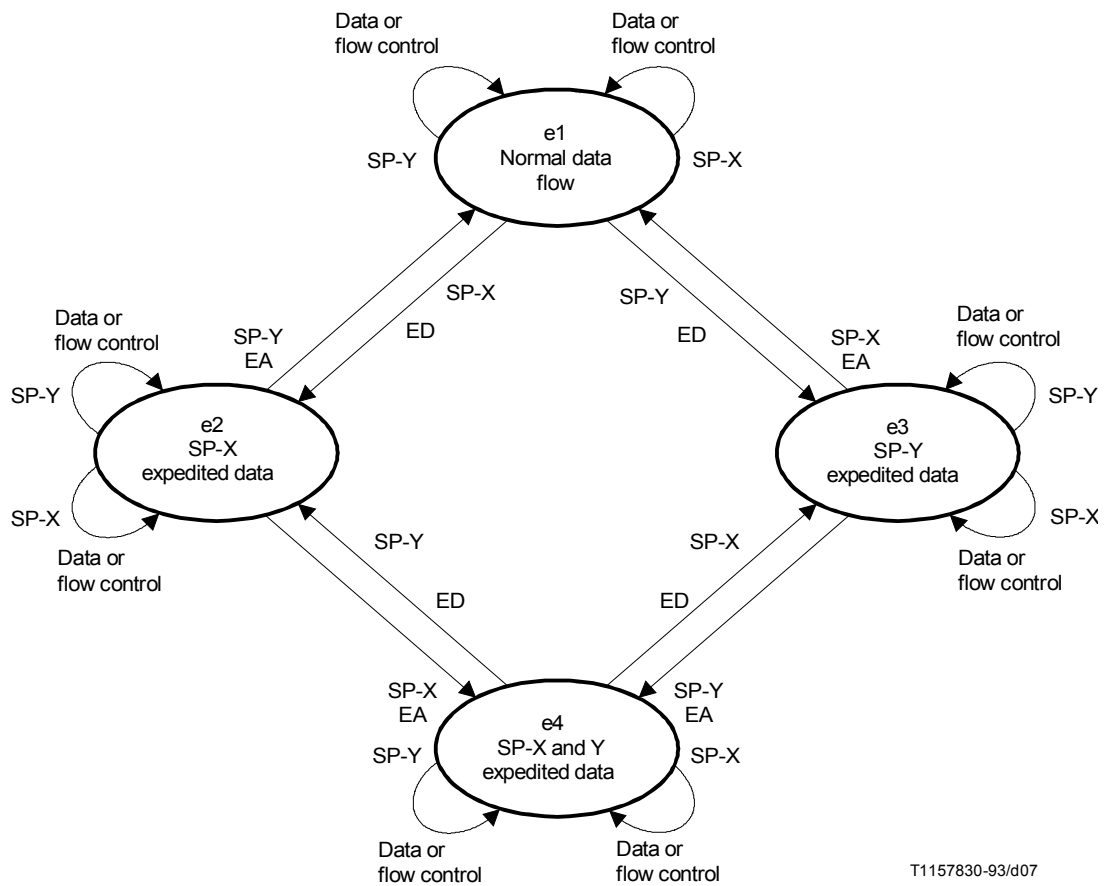 Data or
flow control
Data or
flow control
e1
Normal data
flow
SP-Y
SP-X
SP-X
ED
SP-Y
ED
SP-Y
EA
SP-X
EA
Data or
flow control
SP-Y
Data or
flow control
SP-Y
e2
SP-X
expedited data
e3
SP-Y
expedited data
SP-X
Data or
flow control
SP-X
Data or
flow control
SP-Y
ED
SP-X
ED
SP-X
EA
SP-Y
EA
SP-Y
SP-X
e4
SP-X and Y
expedited data
Data or
flow control
Data or
flow control
T1157830-93/d07